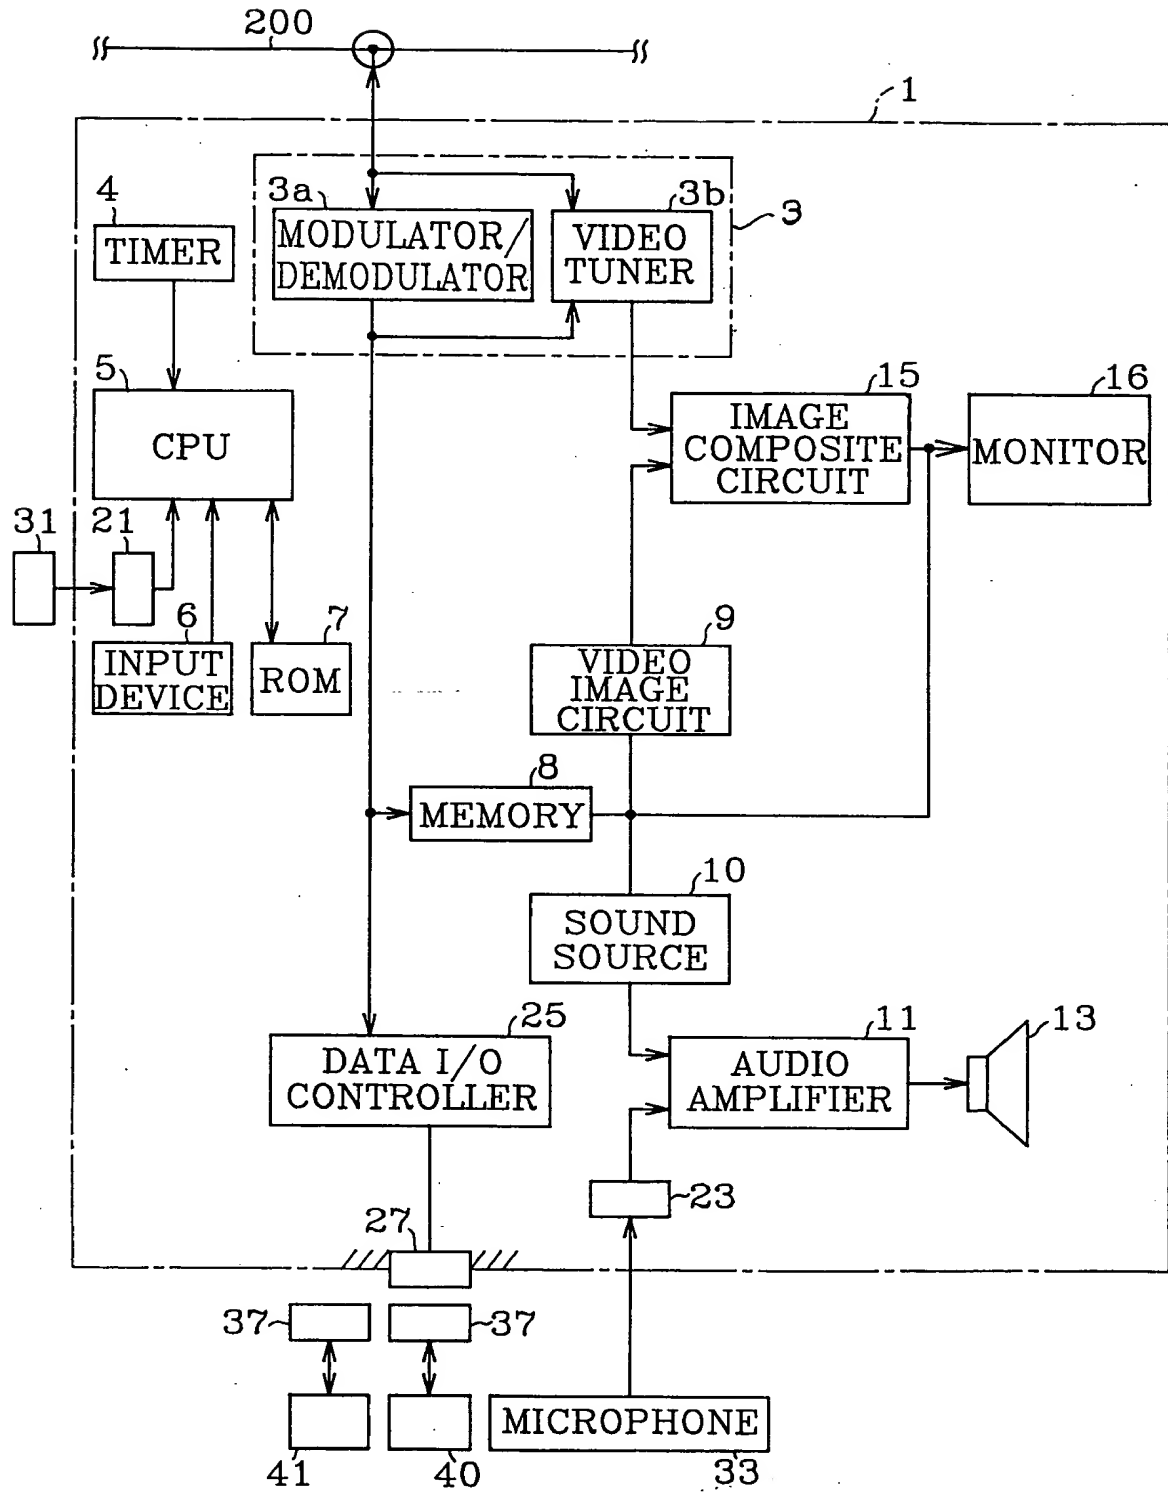 200
1
3a
3b
3
4
MODULATOR/
DEMODULATOR
VIDEO
TUNER
TIMER
5
15
16
CPU
IMAGE
COMPOSITE
CIRCUIT
MONITOR
31
21
6
7
9
INPUT
DEVICE
ROM
VIDEO
IMAGE
CIRCUIT
8
MEMORY
10
SOUND
SOURCE
25
11
13
DATA I/O
CONTROLLER
AUDIO
AMPLIFIER
23
27
37
37
MICROPHONE
41
40
33